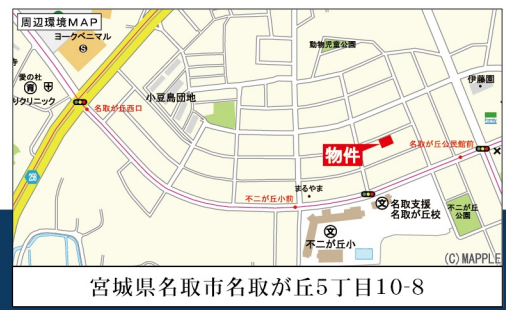 周辺環境MAP
ヨークベニマル
動物児童公園
愛の杜
りクリニック
伊藤園
小豆島団地
名取が丘西口
名取が丘公民館前
物件
258
まるやま
不二が丘小前
名取支援
名取が丘校
不二が丘
公園
不二が丘小
(C)MAPPLE
宮城県名取市名取が丘5丁目10-8